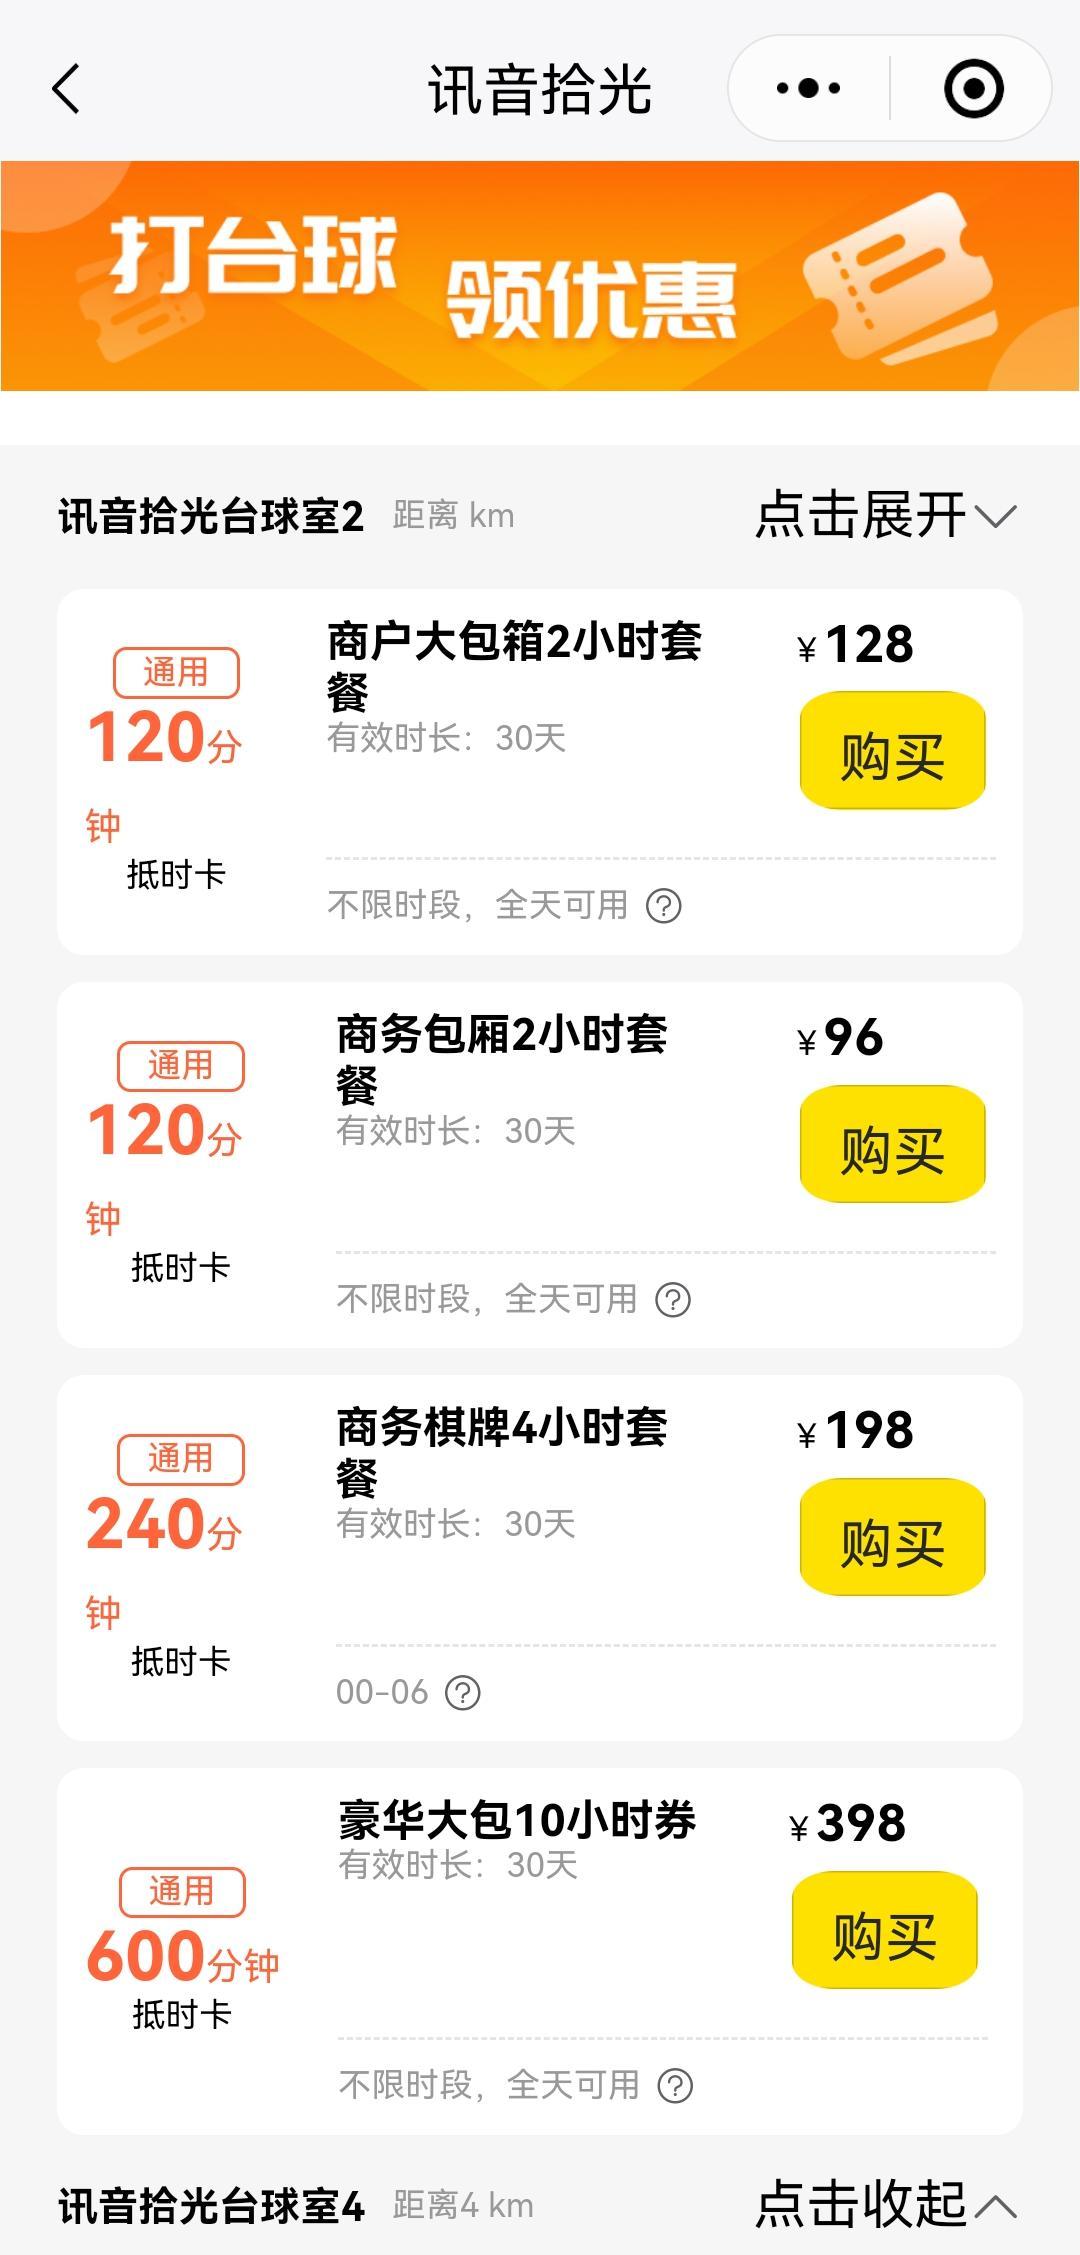 讯音拾光
打台球
领优惠
讯音拾光台球室2 距离 km 点击展开
通用
120分
钟
抵时卡
商户大包箱2小时套
餐
有效时长：30天
¥128
购买
不限时段，全天可用 ?
通用
120分
钟
抵时卡
商务包厢2小时套
餐
有效时长：30天
¥96
购买
不限时段，全天可用 ?
通用
240分
钟
抵时卡
商务棋牌4小时套
餐
有效时长：30天
¥198
购买
00-06 ?
通用
600分钟
抵时卡
豪华大包10小时券
有效时长：30天
¥398
购买
不限时段，全天可用 ?
讯音拾光台球室4 距离4 km 点击收起